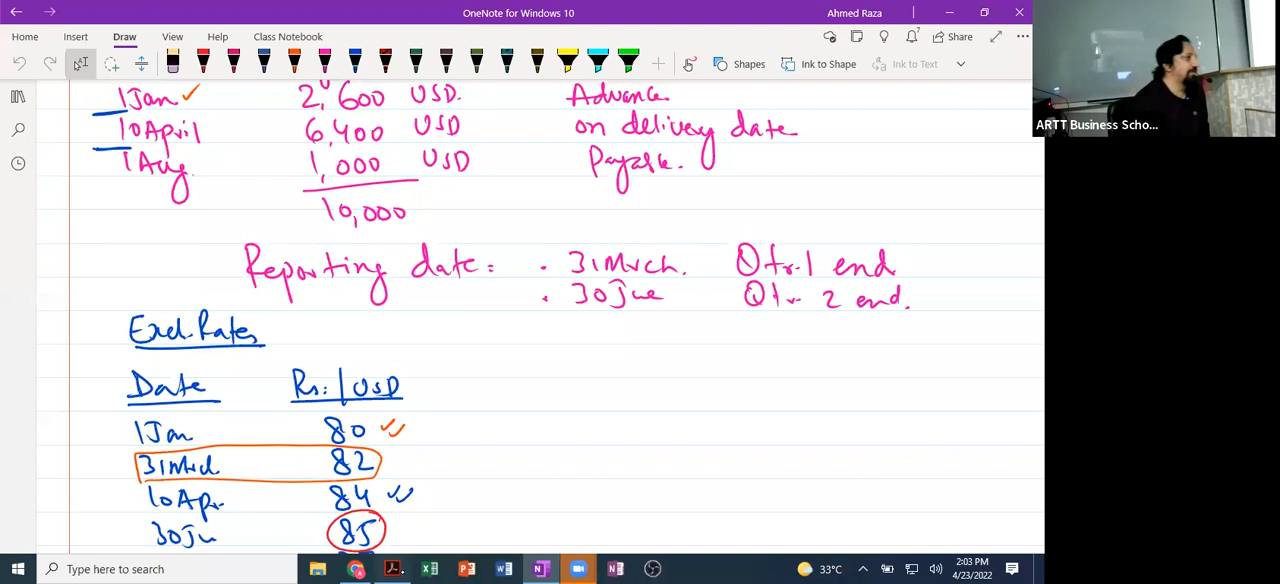 OneNote for Windows 10
Ahmed Raza
Home Insert Draw View Help Class Notebook
Share
Shapes Ink to Shape Ink to Text
1Jan 2,600 USD. Advance
10April 6,400 USD on delivery date
1Aug. 1,000 USD Payable.
10,000
Reporting date: . 31Mrch. Qtr.1 end
. 30Jue Qtr 2 end.
Exch.Rates
Date Rs:/USD
1Jan 80
31Mrch 82
10Apr 84
30Ju 85
ARTT Business Scho...
Type here to search
33°C
2:03 PM
4/23/2022